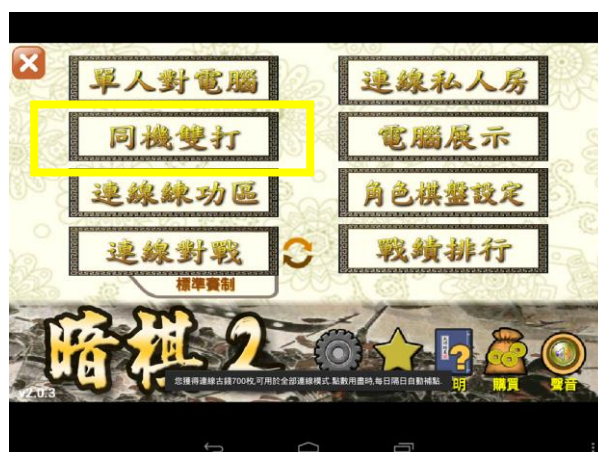 單人對電腦
連線私人房
同機雙打
電腦展示
連線練功區
角色棋盤設定
連線對戰
戰績排行
標準賽制
暗棋2
?
明
購買
聲音
您獲得連線古錢700枚,可用於全部連線模式.點數用盡時,每日隔日自動補點.
v2.0.3